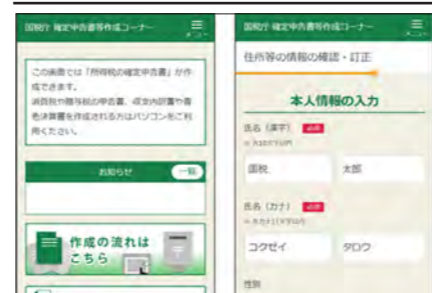 国税庁 確定申告書等作成コーナー
メニュー
この画面では「所得税の確定申告書」が作
成できます。
消費税や贈与税の申告書、収支内訳書や青
色決算書を作成される方はパソコンをご利
用ください。
お知らせ
一覧
作成の流れは
こちら
国税庁 確定申告書等作成コーナー
メニュー
住所等の情報の確認・訂正
本人情報の入力
氏名（漢字） 必須
国税 太郎
氏名（カナ） 必須
コクゼイ タロウ
性別